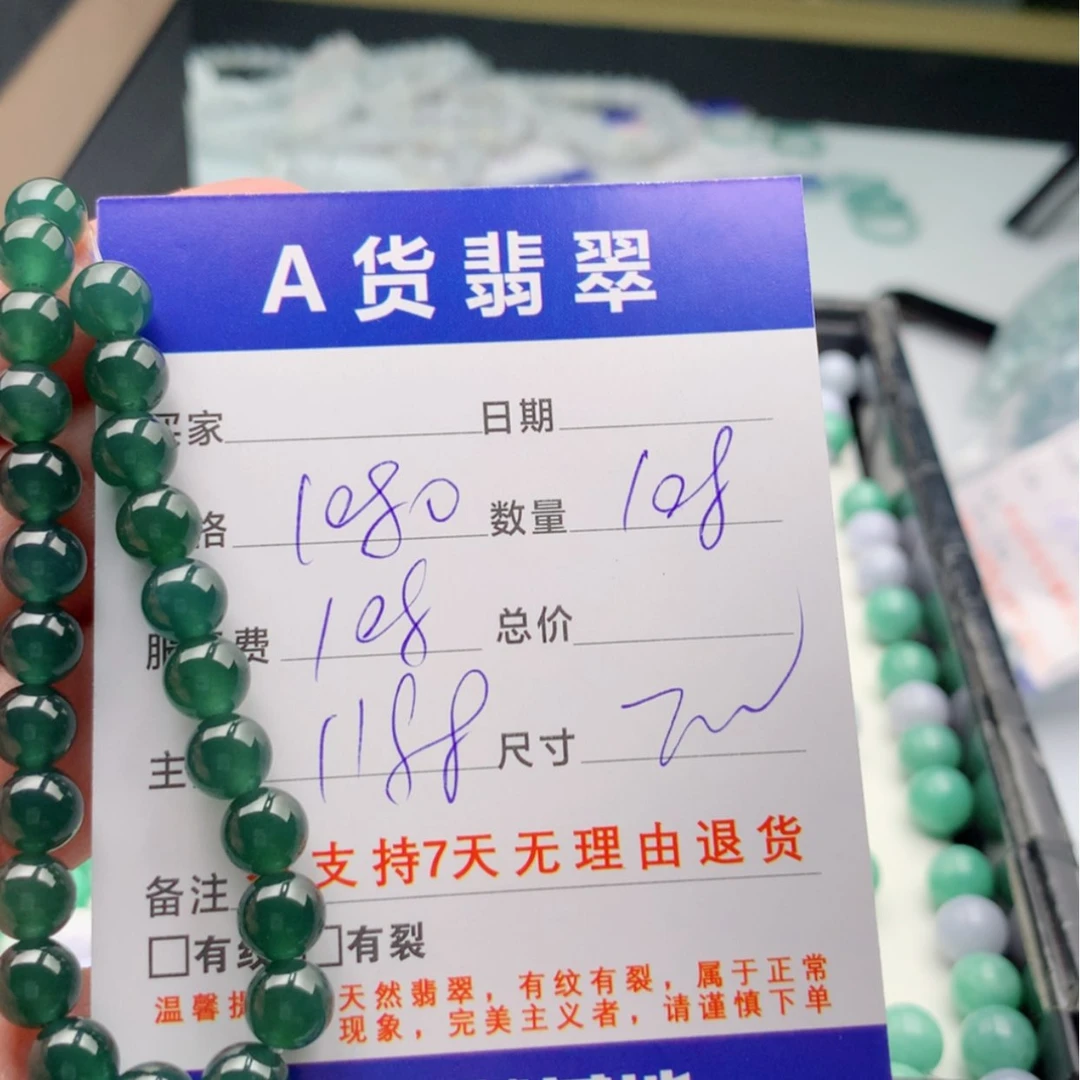 A货翡翠
买家 日期
格 1080 数量 108
服 费 108 总价
主 1188 尺寸
备注 支持7天无理由退货
□有纹 □有裂
温馨提 天然翡翠，有纹有裂，属于正常
现象，完美主义者，请谨慎下单